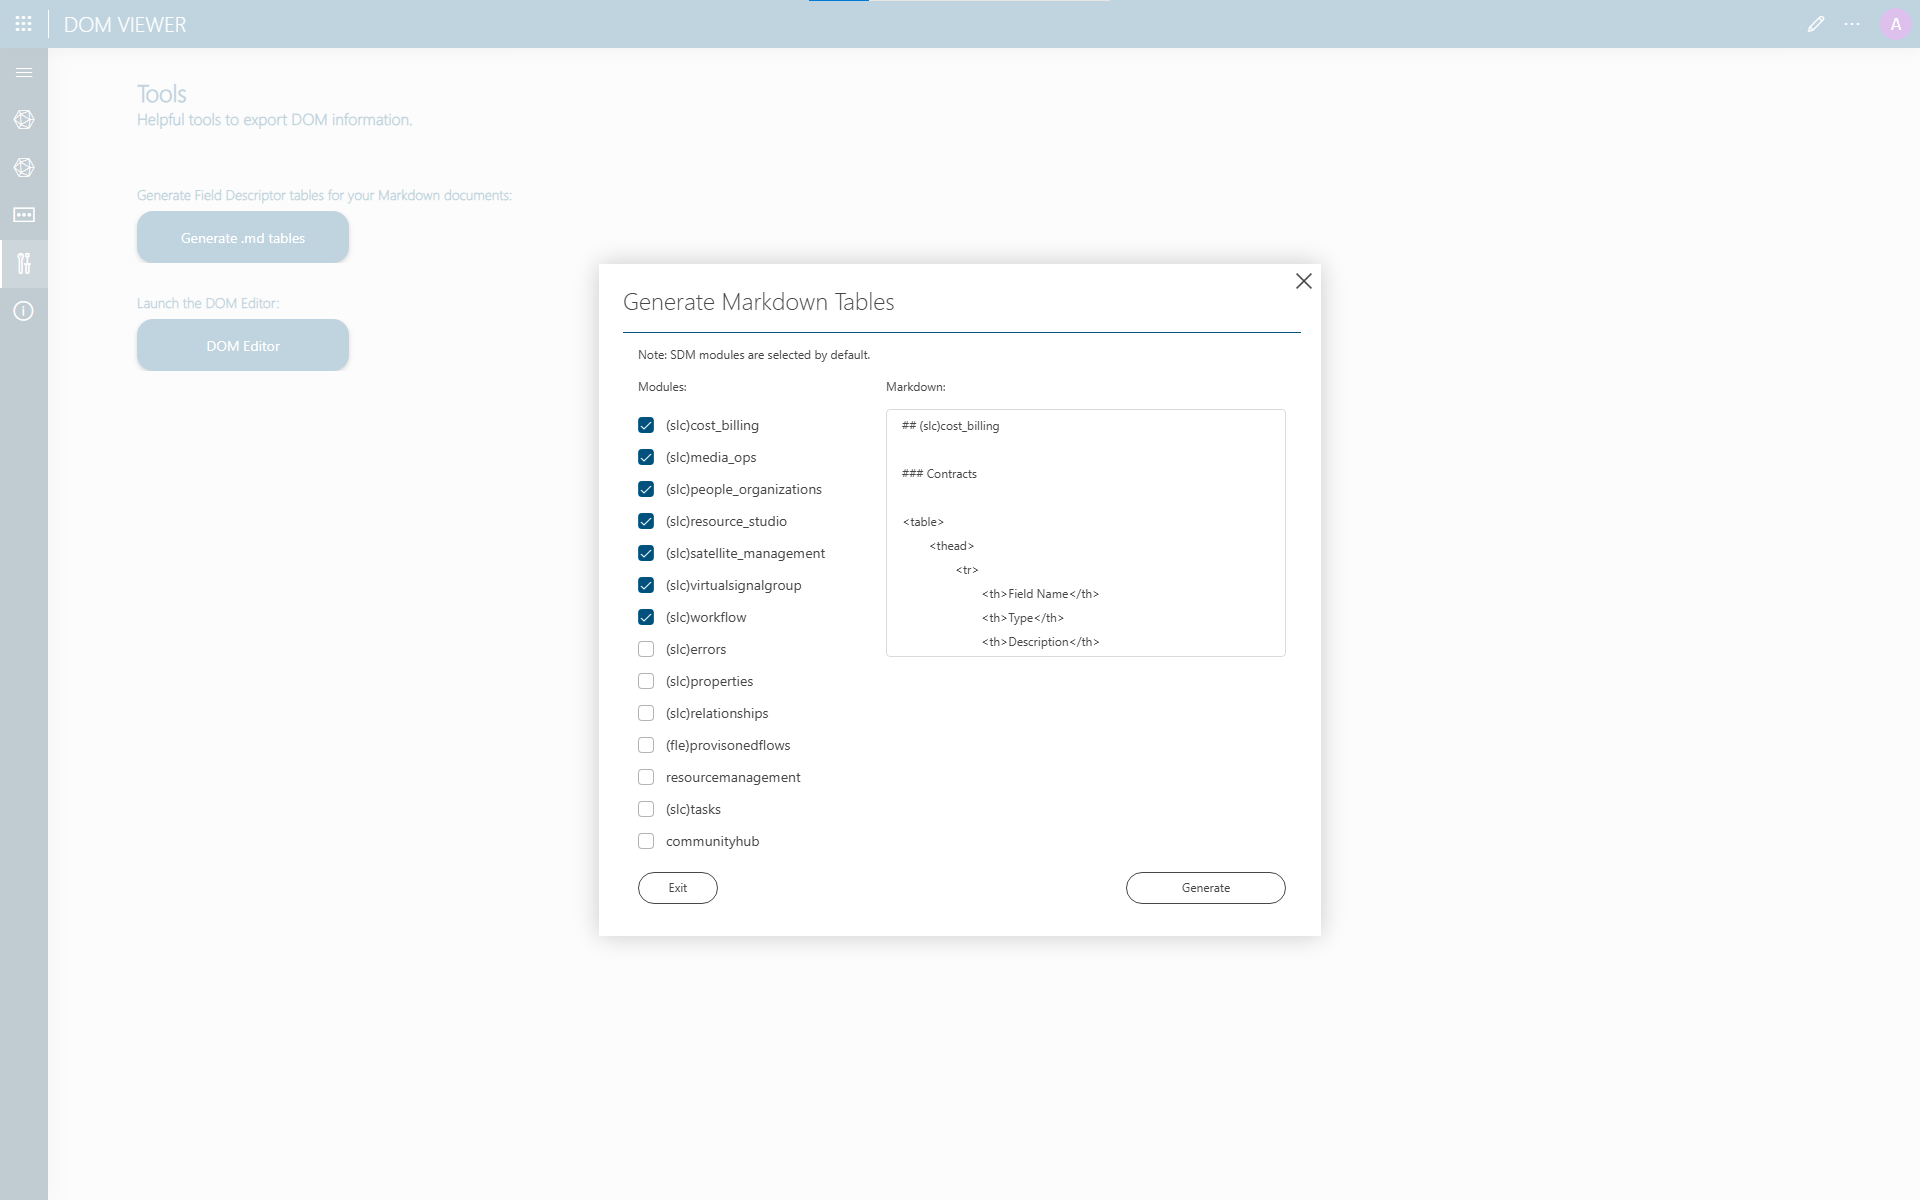 DOM VIEWER
A
Tools
Helpful tools to export DOM information.
Generate Field Descriptor tables for your Markdown documents:
Generate .md tables
Launch the DOM Editor:
DOM Editor
Generate Markdown Tables
Note: SDM modules are selected by default.
Modules:
(slc)cost_billing
(slc)media_ops
(slc)people_organizations
(slc)resource_studio
(slc)satellite_management
(slc)virtualsignalgroup
(slc)workflow
(slc)errors
(slc)properties
(slc)relationships
(fle)provisonedflows
resourcemanagement
(slc)tasks
communityhub
Markdown:
## (slc)cost_billing
### Contracts
<table>
<thead>
<tr>
<th>Field Name</th>
<th>Type</th>
<th>Description</th>
Exit
Generate